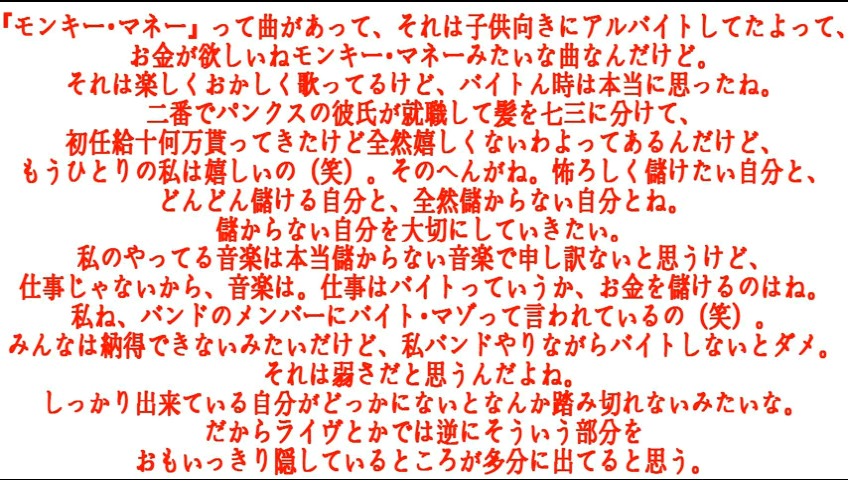 『モンキー・マネー』って曲があって、それは子供向きにアルバイトしてたよって、
お金が欲しいねモンキー・マネーみたいな曲なんだけど。
それは楽しくおかしく歌ってるけど、バイトん時は本当に思ったね。
二番でパンクスの彼氏が就職して髪を七三に分けて、
初任給十何万貰ってきたけど全然嬉しくないわよってあるんだけど、
もうひとりの私は嬉しいの（笑）。そのへんがね。怖ろしく儲けたい自分と、
どんどん儲ける自分と、全然儲からない自分とね。
儲からない自分を大切にしていきたい。
私のやってる音楽は本当儲からない音楽で申し訳ないと思うけど、
仕事じゃないから、音楽は。仕事はバイトっていうか、お金を儲けるのはね。
私ね、バンドのメンバーにバイト・マゾって言われているの（笑）。
みんなは納得できないみたいだけど、私バンドやりながらバイトしないとダメ。
それは弱さだと思うんだよね。
しっかり出来ている自分がどっかにないとなんか踏み切れないみたいな。
だからライヴとかでは逆にそういう部分を
おもいっきり隠しているところが多分に出てると思う。